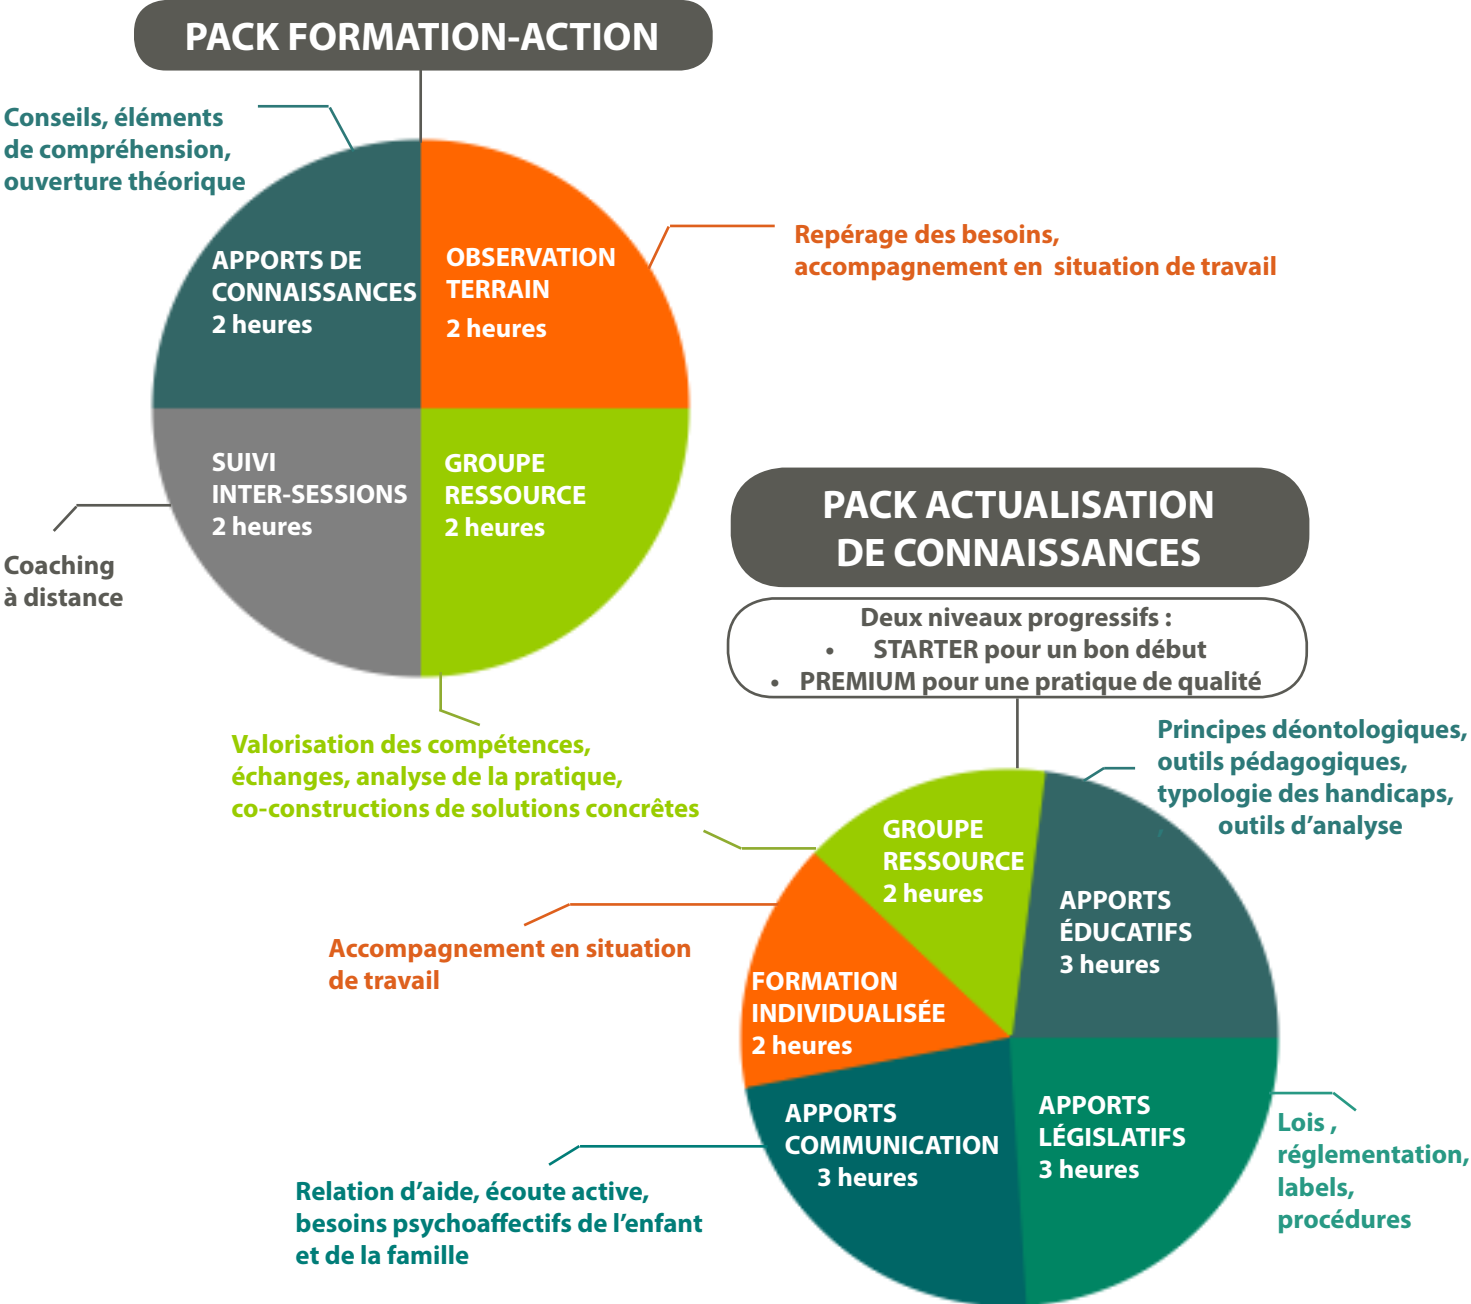 PACK FORMATION-ACTION
Conseils, éléments
de compréhension,
ouverture théorique
APPORTS DE
CONNAISSANCES
2 heures
OBSERVATION
TERRAIN
2 heures
Repérage des besoins,
accompagnement en situation de travail
SUIVI
INTER-SESSIONS
2 heures
GROUPE
RESSOURCE
2 heures
Coaching
à distance
Valorisation des compétences,
échanges, analyse de la pratique,
co-constructions de solutions concrêtes
PACK ACTUALISATION
DE CONNAISSANCES
Deux niveaux progressifs :
• STARTER pour un bon début
• PREMIUM pour une pratique de qualité
Principes déontologiques,
outils pédagogiques,
typologie des handicaps,
, outils d’analyse
GROUPE
RESSOURCE
2 heures
APPORTS
ÉDUCATIFS
3 heures
Accompagnement en situation
de travail
FORMATION
INDIVIDUALISÉE
2 heures
APPORTS
COMMUNICATION
3 heures
APPORTS
LÉGISLATIFS
3 heures
Lois ,
réglementation,
labels,
procédures
Relation d’aide, écoute active,
besoins psychoaffectifs de l’enfant
et de la famille